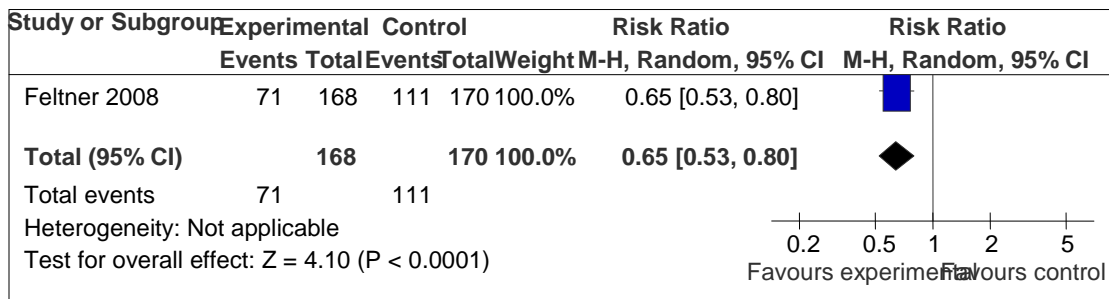 Study or Subgroup Experimental Control Risk Ratio Risk Ratio
Events Total Events Total Weight M-H, Random, 95% CI M-H, Random, 95% CI
Feltner 2008 71 168 111 170 100.0% 0.65 [0.53, 0.80]
Total (95% CI) 168 170 100.0% 0.65 [0.53, 0.80]
Total events 71 111
Heterogeneity: Not applicable
Test for overall effect: Z = 4.10 (P < 0.0001)
0.2 0.5 1 2 5
Favours experimental Favours control